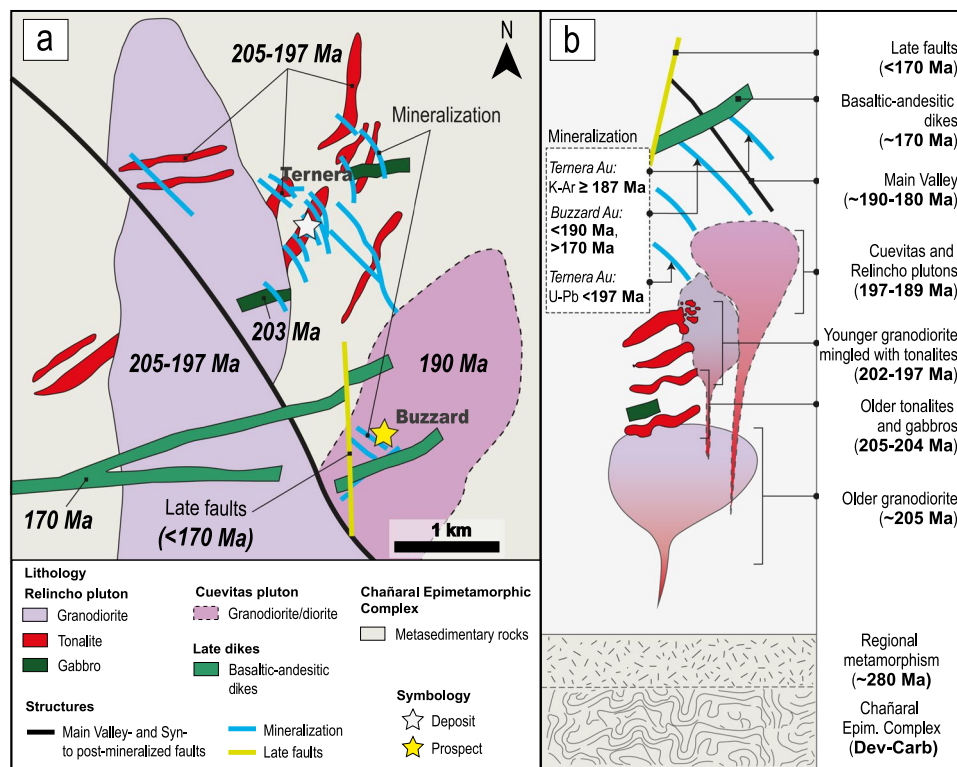 a
N
205-197 Ma
Mineralization
Ternera
203 Ma
205-197 Ma
190 Ma
Buzzard
170 Ma
Late faults
(<170 Ma)
1 km
Lithology
Relincho pluton
Granodiorite
Tonalite
Gabbro
Cuevitas pluton
Granodiorite/diorite
Late dikes
Basaltic-andesitic
dikes
Chañaral Epimetamorphic
Complex
Metasedimentary rocks
Structures
Main Valley- and Syn-
to post-mineralized faults
Mineralization
Late faults
Symbology
Deposit
Prospect
b
Mineralization
Ternera Au:
K-Ar ≥ 187 Ma
Buzzard Au:
<190 Ma,
>170 Ma
Ternera Au:
U-Pb <197 Ma
Late faults
(<170 Ma)
Basaltic-andesitic
dikes
(~170 Ma)
Main Valley
(~190-180 Ma)
Cuevitas and
Relincho plutons
(197-189 Ma)
Younger granodiorite
mingled with tonalites
(202-197 Ma)
Older tonalites
and gabbros
(205-204 Ma)
Older granodiorite
(~205 Ma)
Regional
metamorphism
(~280 Ma)
Chañaral
Epim. Complex
(Dev-Carb)